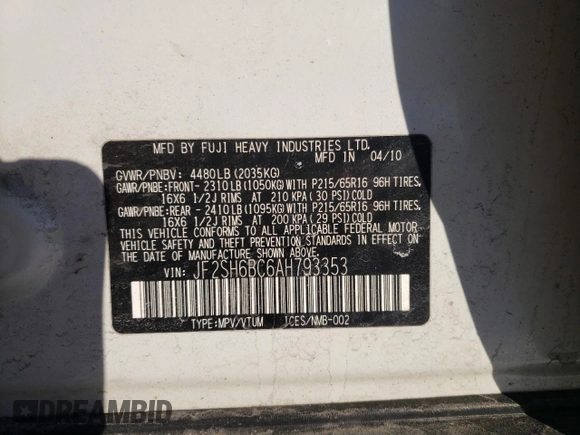 MFD BY FUJI HEAVY INDUSTRIES LTD.
MFD IN 04/10
GVWR/PNBV: 4480LB (2035KG)
GAWR/PNBE:FRONT- 2310LB (1050KG)WITH P215/65R16 96H TIRES.
16X6 1/2J RIMS AT 210 KPA (30 PSI)COLD
GAWR/PNBE:REAR - 2410LB (1095KG)WITH P215/65R16 96H TIRES.
16X6 1/2J RIMS AT 200 KPA (29 PSI)COLD
THIS VEHICLE CONFORMS TO ALL APPLICABLE FEDERAL MOTOR
VEHICLE SAFETY AND THEFT PREVENTION STANDARDS IN
EFFECT ON THE DATE OF MANUFACTURE SHOWN ABOVE.
VIN: JF2SH6BC6AH793353
TYPE:MPV/VTUM ICES/NMB-002
DREAMBID